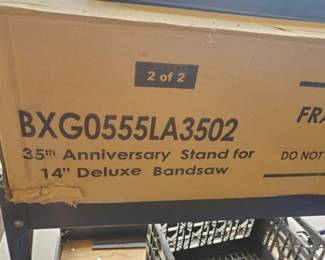 2 of 2
BXG0555LA3502
35th Anniversary Stand for
14" Deluxe Bandsaw
FRA
DO NOT